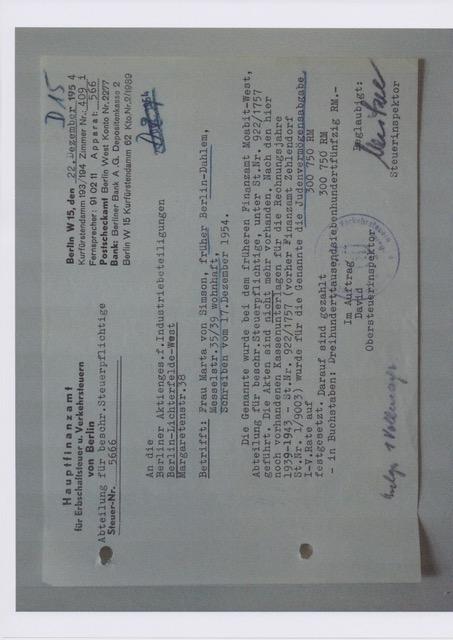 Hauptfinanzamt
für Erbschaftsteuer u. Verkehrsteuern
von Berlin
Abteilung für beschr.Steuerpflichtige
Steuer-Nr. 5666
D 15
Berlin W 15, den 22.Dezember 195 4
Kurfürstendamm 193/194 Zimmer Nr. 409 i
Fernsprecher: 91 02 11 Apparat: 566
Postscheckamt Berlin West Konto Nr. 2277
Bank: Berliner Bank A.G. Depositenkasse 2
Berlin W 15 Kurfürstendamm 62 Kto.Nr. 2/1989
An die
Berliner Aktienges.f.Industriebeteiligungen
Berlin-Lichterfelde-West
Margaretenstr.38
Betrifft: Frau Marta von Simson, früher Berlin-Dahlem,
Messelstr.35/39 wohnhaft,
Schreiben vom 17.Dezember 1954.
Die Genannte wurde bei dem früheren Finanzamt Moabit-West,
Abteilung für beschr.Steuerpflichtige, unter St.Nr. 922/1757
geführt. Die Akten sind nicht mehr vorhanden. Nach den hier
noch vorhandenen Kassenunterlagen für die Rechnungsjahre
1939-1943 - St.Nr. 922/1757 (vorher Finanzamt Zehlendorf
St.Nr. 1/9003) wurde für die Genannte die Judenvermögensabgabe
I-V.Rate auf 300 750 RM
festgesetzt. Darauf sind gezahlt 300 750 RM
- in Buchstaben: Dreihunderttausendsiebenhundertfünfzig RM.-
Im Auftrag
David
Obersteuerinspektor
Beglaubigt:
Steuerinspektor